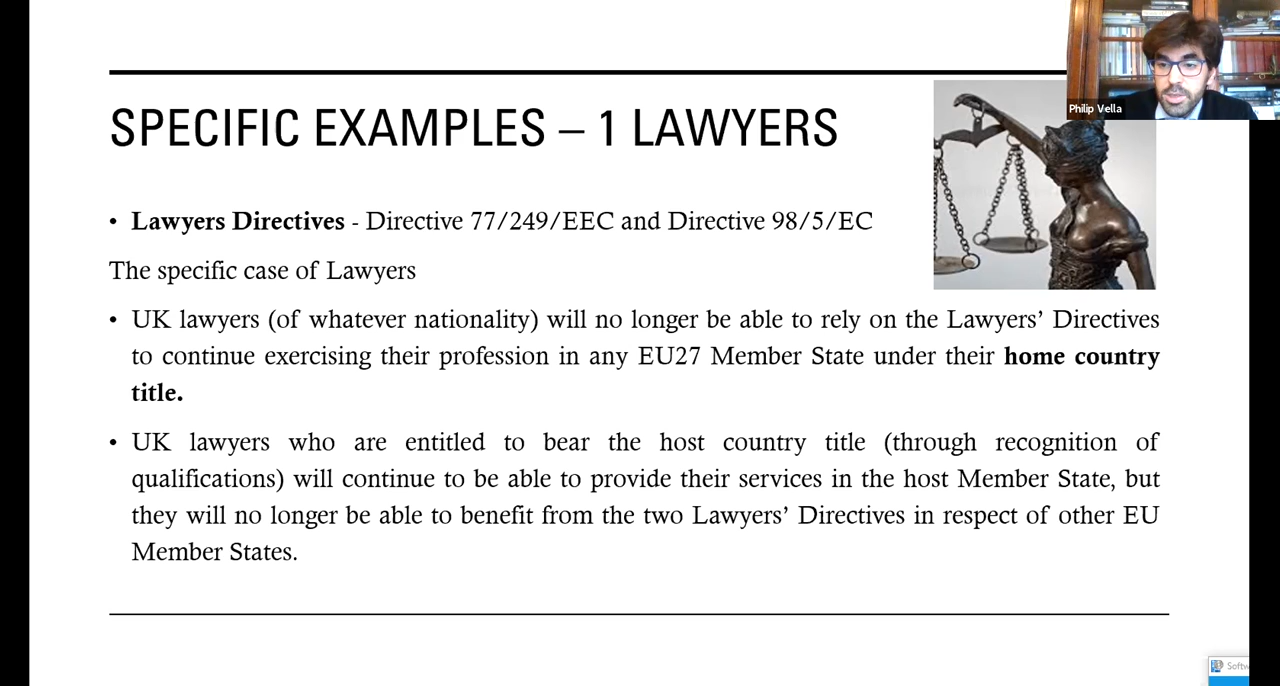 Philip Vella
SPECIFIC EXAMPLES – 1 LAWYERS
• Lawyers Directives - Directive 77/249/EEC and Directive 98/5/EC
The specific case of Lawyers
• UK lawyers (of whatever nationality) will no longer be able to rely on the Lawyers’ Directives
to continue exercising their profession in any EU27 Member State under their home country
title.
• UK lawyers who are entitled to bear the host country title (through recognition of
qualifications) will continue to be able to provide their services in the host Member State, but
they will no longer be able to benefit from the two Lawyers’ Directives in respect of other EU
Member States.